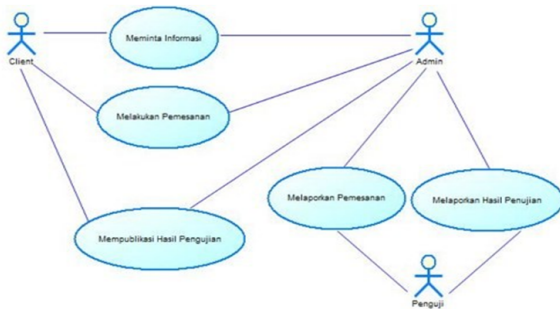 Meminta Informasi
Client
Admin
Melakukan Pemesanan
Melaporkan Pemesanan
Melaporkan Hasil Penujian
Mempublikasi Hasil Pengujian
Penguji